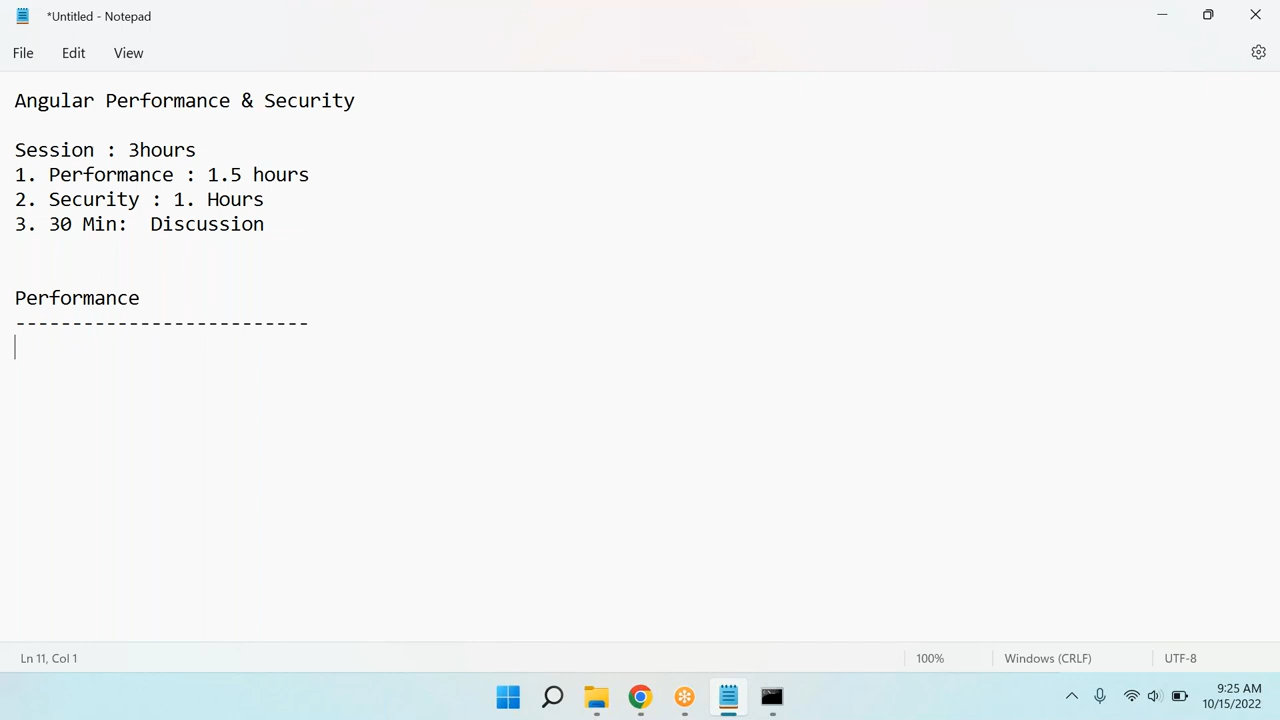 *Untitled - Notepad
File Edit View
Angular Performance & Security
Session : 3hours
1. Performance : 1.5 hours
2. Security : 1. Hours
3. 30 Min:  Discussion
Performance
--------------------------
Ln 11, Col 1 100% Windows (CRLF) UTF-8
9:25 AM
10/15/2022